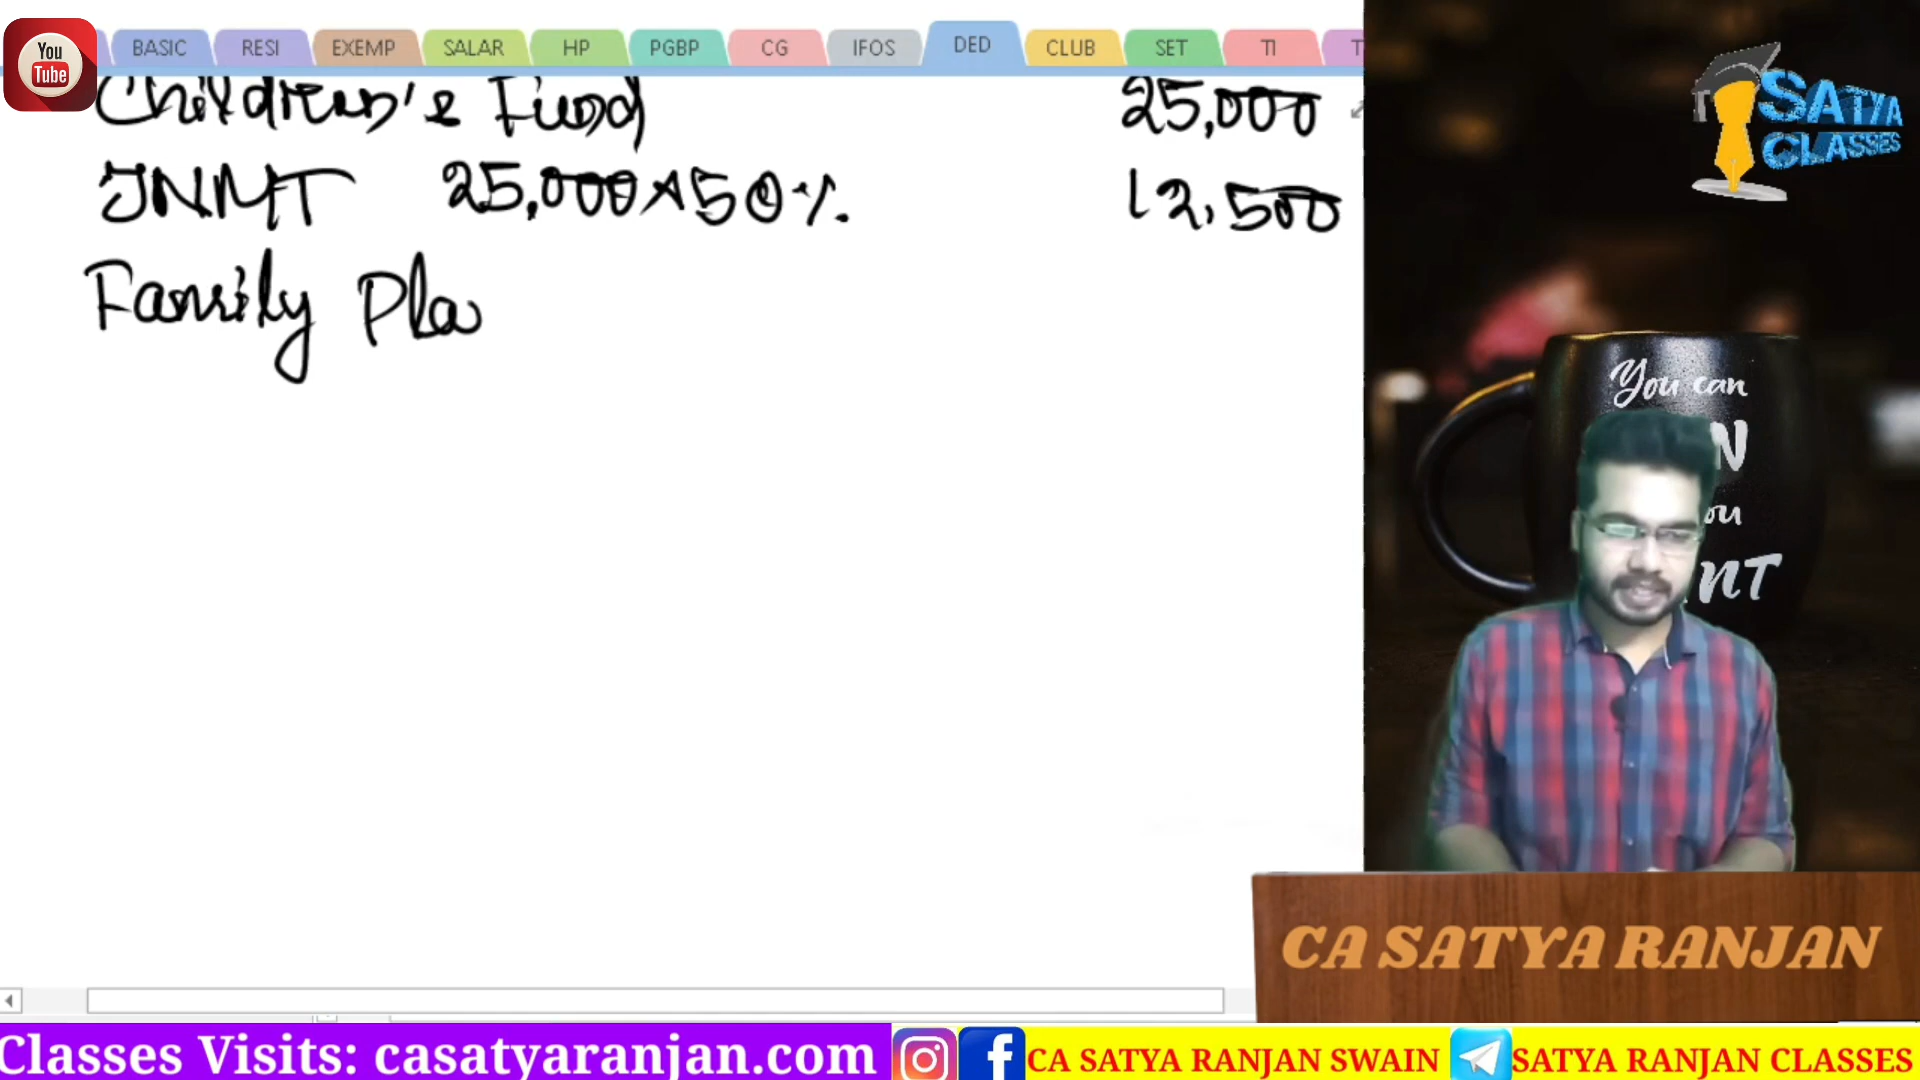 You
Tube
BASIC RESI EXEMP SALAR HP PGBP CG IFOS DED CLUB SET TI T
Children's Fund 25,000
JNMT 25,000×50% 12,500
Family Pla
SATYA
CLASSES
You can
N
ou
NT
CA SATYA RANJAN
Classes Visits: casatyaranjan.com CA SATYA RANJAN SWAIN SATYA RANJAN CLASSES